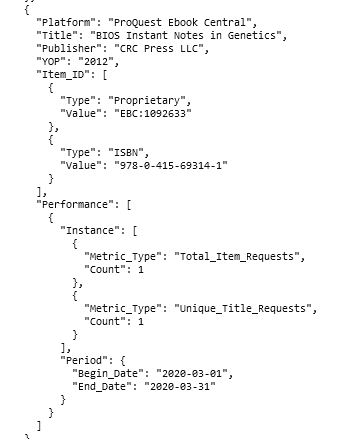 {
"Platform": "ProQuest Ebook Central",
"Title": "BIOS Instant Notes in Genetics",
"Publisher": "CRC Press LLC",
"YOP": "2012",
"Item_ID": [
{
"Type": "Proprietary",
"Value": "EBC:1092633"
},
{
"Type": "ISBN",
"Value": "978-0-415-69314-1"
}
],
"Performance": [
{
"Instance": [
{
"Metric_Type": "Total_Item_Requests",
"Count": 1
},
{
"Metric_Type": "Unique_Title_Requests",
"Count": 1
}
],
"Period": {
"Begin_Date": "2020-03-01",
"End_Date": "2020-03-31"
}
}
]